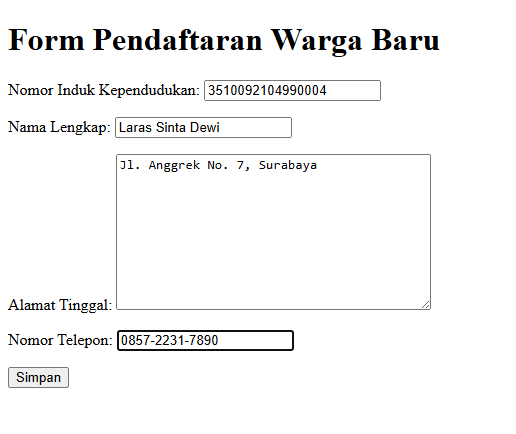 Form Pendaftaran Warga Baru
Nomor Induk Kependudukan: 3510092104990004
Nama Lengkap: Laras Sinta Dewi
Jl. Anggrek No. 7, Surabaya
Alamat Tinggal:
Nomor Telepon: 0857-2231-7890
Simpan